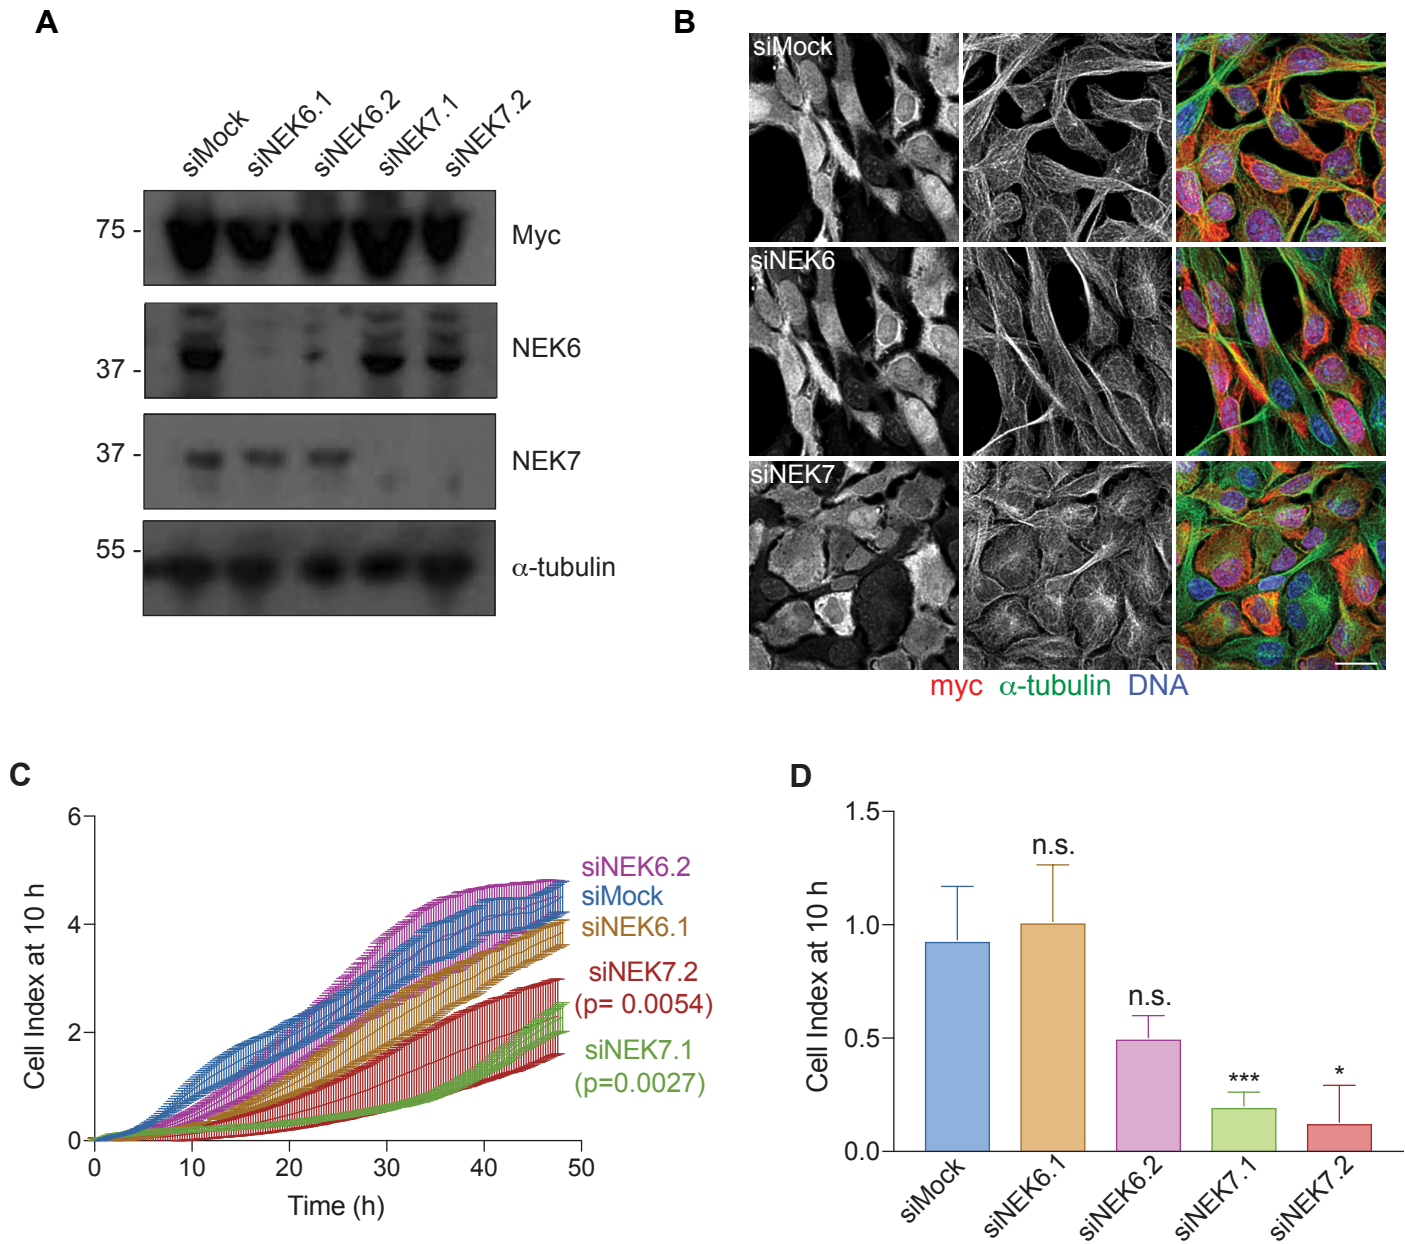 A
siMock
siNEK6.1
siNEK6.2
siNEK7.1
siNEK7.2
75 -
Myc
37 -
NEK6
37 -
NEK7
55 -
α-tubulin
B
siMock
siNEK6
siNEK7
myc α-tubulin DNA
C
Cell Index at 10 h
6
4
2
0
0 10 20 30 40 50
Time (h)
siNEK6.2
siMock
siNEK6.1
siNEK7.2
(p= 0.0054)
siNEK7.1
(p=0.0027)
D
Cell Index at 10 h
1.5
1.0
0.5
0.0
n.s.
n.s.
***
*
siMock
siNEK6.1
siNEK6.2
siNEK7.1
siNEK7.2